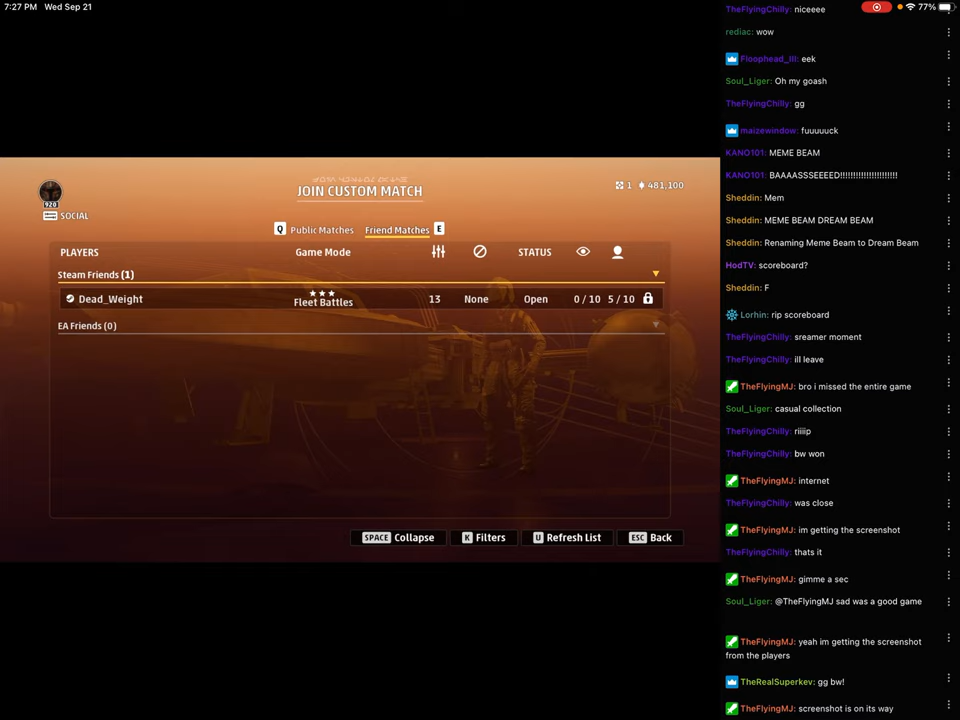 7:27 PM Wed Sep 21
77%
JOIN CUSTOM MATCH
1 481,100
920
SOCIAL
Q Public Matches Friend Matches E
PLAYERS Game Mode STATUS
Steam Friends (1)
Dead_Weight Fleet Battles 13 None Open 0 / 10 5 / 10
EA Friends (0)
SPACE Collapse K Filters U Refresh List ESC Back
TheFlyingChilly: niceeee
rediac: wow
Floophead_III: eek
Soul_Liger: Oh my goash
TheFlyingChilly: gg
maizewindow: fuuuuuck
KANO101: MEME BEAM
KANO101: BAAAASSSEEEED!!!!!!!!!!!!!!!!!!!!!!
Sheddin: Mem
Sheddin: MEME BEAM DREAM BEAM
Sheddin: Renaming Meme Beam to Dream Beam
HodTV: scoreboard?
Sheddin: F
Lorhin: rip scoreboard
TheFlyingChilly: sreamer moment
TheFlyingChilly: ill leave
TheFlyingMJ: bro i missed the entire game
Soul_Liger: casual collection
TheFlyingChilly: riiiip
TheFlyingChilly: bw won
TheFlyingMJ: internet
TheFlyingChilly: was close
TheFlyingMJ: im getting the screenshot
TheFlyingChilly: thats it
TheFlyingMJ: gimme a sec
Soul_Liger: @TheFlyingMJ sad was a good game
TheFlyingMJ: yeah im getting the screenshot
from the players
TheRealSuperkev: gg bw!
TheFlyingMJ: screenshot is on its way